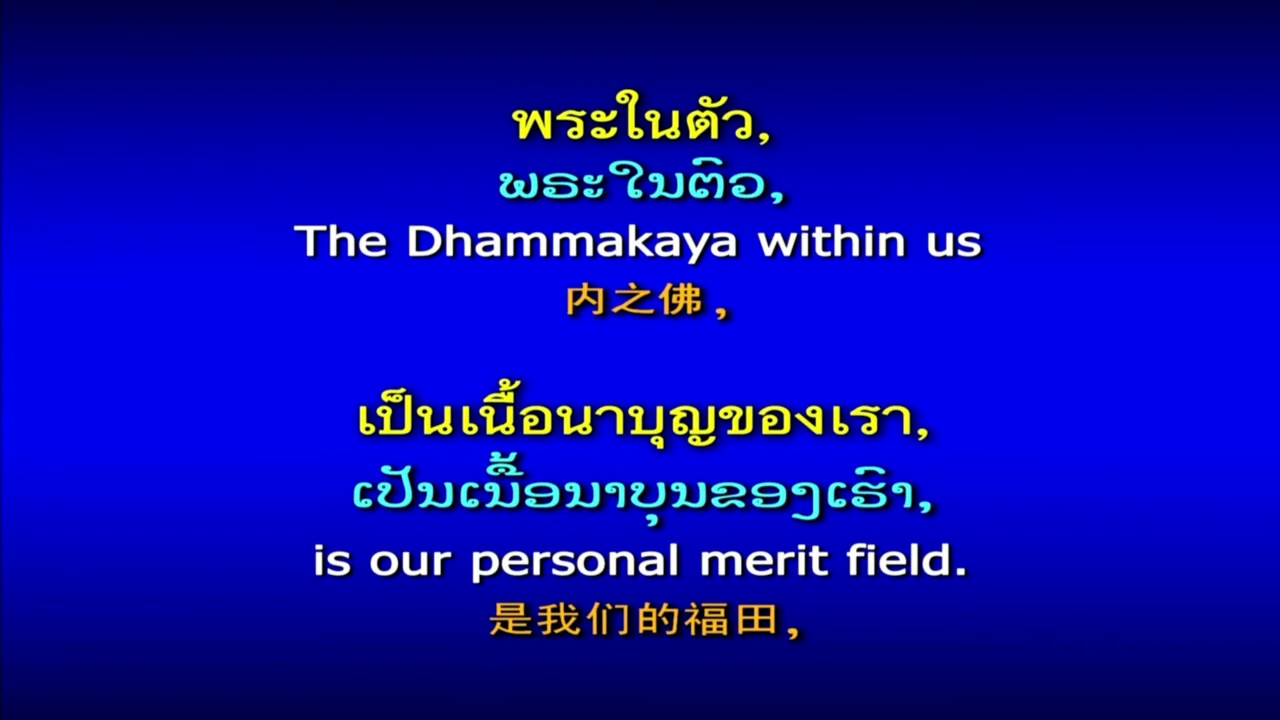 พระในตัว,
ພຣະໃນຕົວ,
The Dhammakaya within us
内之佛，
เป็นเนื้อนาบุญของเรา,
ເປັນເນື້ອນາບຸນຂອງເຮົາ,
is our personal merit field.
是我们的福田，